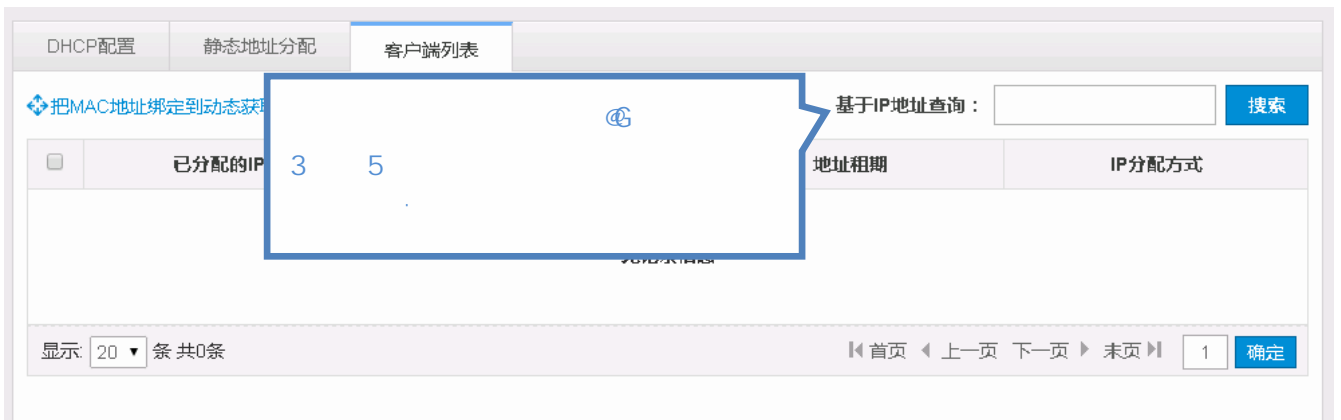 DHCP配置 静态地址分配 客户端列表
把MAC地址绑定到动态获 基于IP地址查询： 搜索
@G
已分配的IP 3 5 地址租期 IP分配方式
显示: 20 条 共0条 首页 上一页 下一页 末页 1 确定